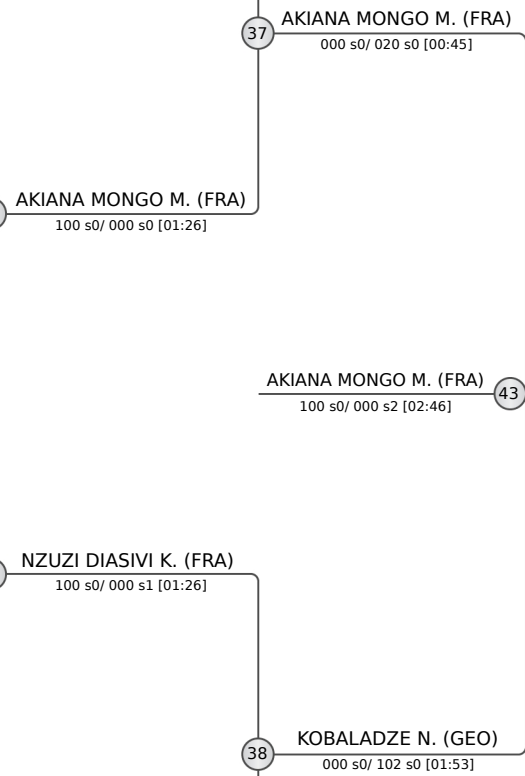 AKIANA MONGO M. (FRA)
37
000 s0/ 020 s0 [00:45]
AKIANA MONGO M. (FRA)
100 s0/ 000 s0 [01:26]
AKIANA MONGO M. (FRA)
43
100 s0/ 000 s2 [02:46]
NZUZI DIASIVI K. (FRA)
100 s0/ 000 s1 [01:26]
KOBALADZE N. (GEO)
38
000 s0/ 102 s0 [01:53]